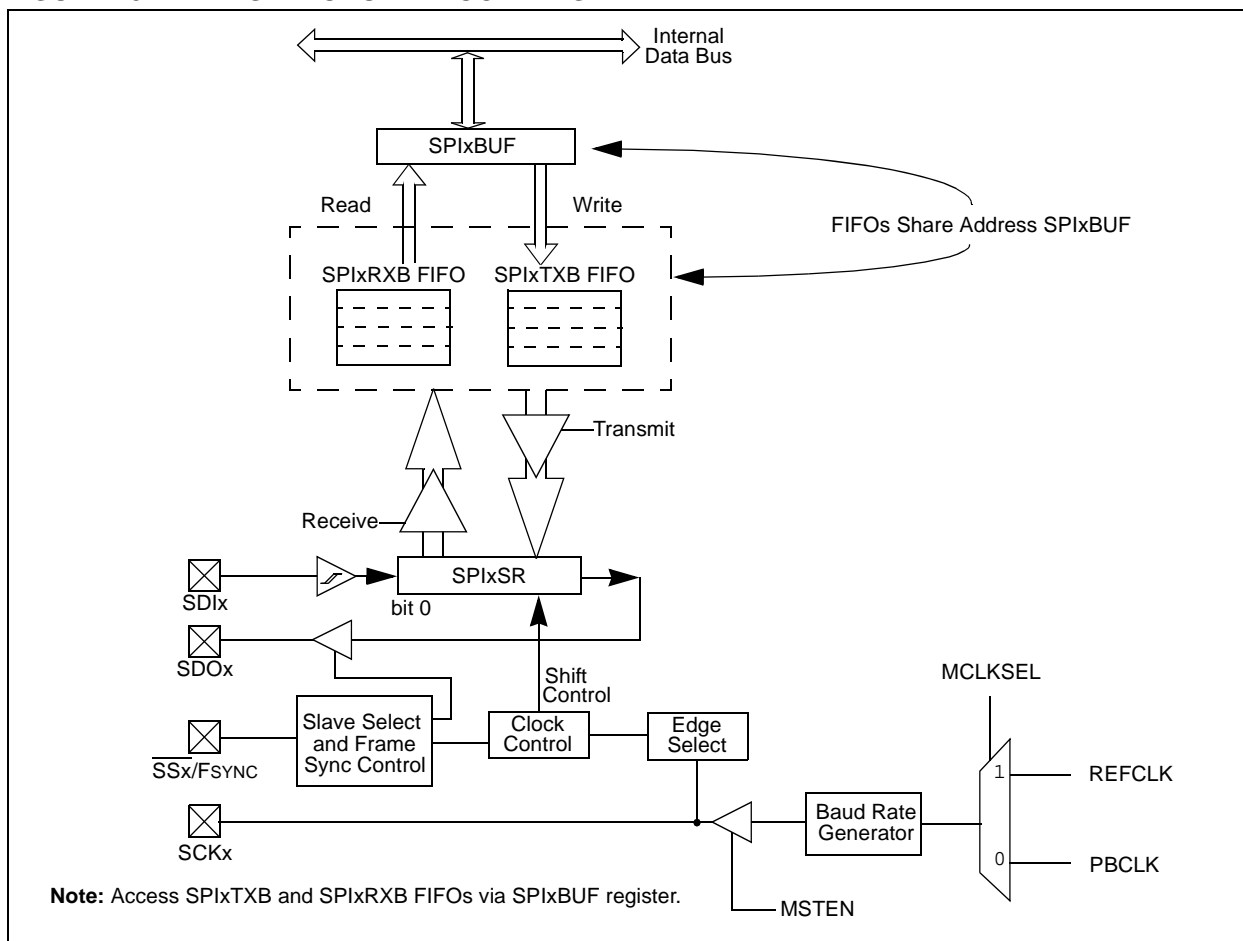 Internal
Data Bus
SPIxBUF
Read
Write
FIFOs Share Address SPIxBUF
SPIxRXB FIFO
SPIxTXB FIFO
Transmit
Receive
SPIxSR
bit 0
SDIx
SDOx
Shift
Control
MCLKSEL
Slave Select
and Frame
Sync Control
Clock
Control
Edge
Select
SSx/FSYNC
1
REFCLK
Baud Rate
Generator
SCKx
0
PBCLK
Note: Access SPIxTXB and SPIxRXB FIFOs via SPIxBUF register.
MSTEN